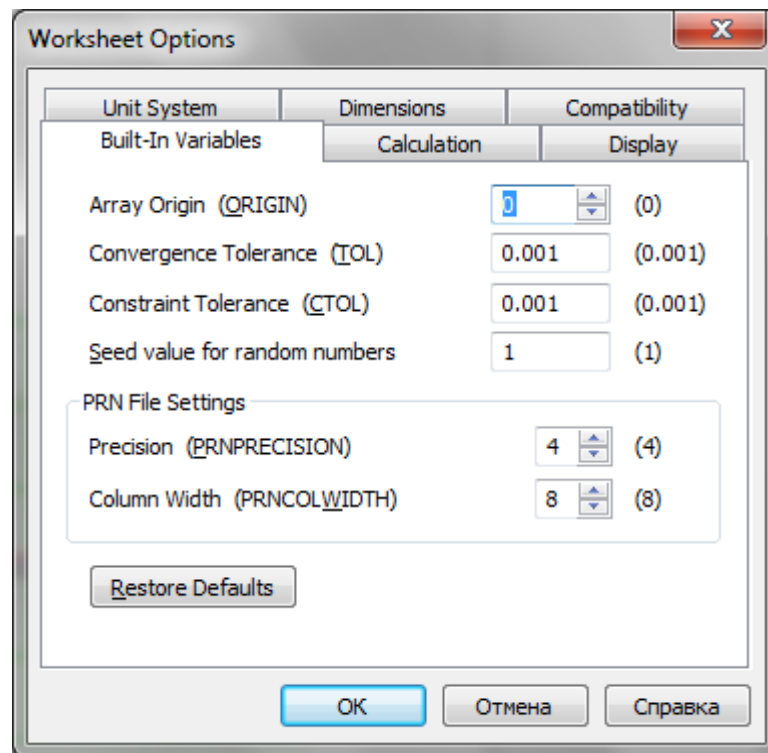 Worksheet Options
Unit System Dimensions Compatibility
Built-In Variables Calculation Display
Array Origin (ORIGIN) 0 (0)
Convergence Tolerance (TOL) 0.001 (0.001)
Constraint Tolerance (CTOL) 0.001 (0.001)
Seed value for random numbers 1 (1)
PRN File Settings
Precision (PRNPRECISION) 4 (4)
Column Width (PRNCOLWIDTH) 8 (8)
Restore Defaults
OK Отмена Справка